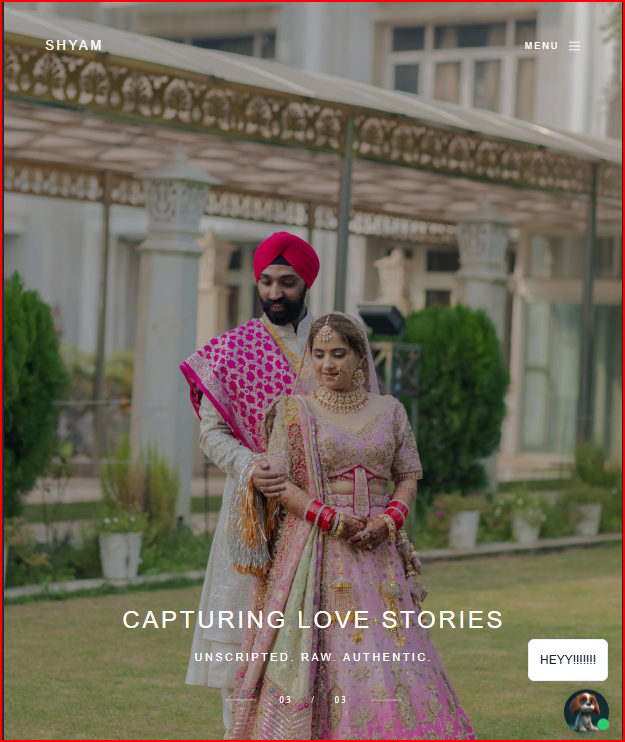 SHYAM
MENU
CAPTURING LOVE STORIES
UNSCRIPTED. RAW. AUTHENTIC.
03 / 03
HEYY!!!!!!!